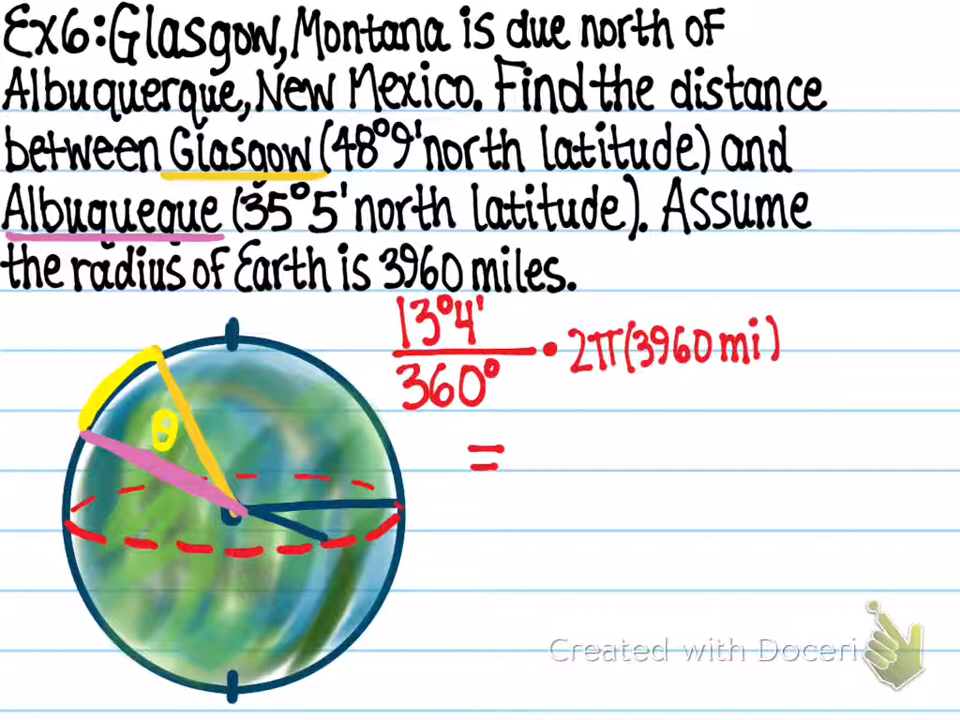 Ex6: Glasgow, Montana is due north of
Albuquerque, New Mexico. Find the distance
between Glasgow (48°9' north latitude) and
Albuqueque (35°5' north latitude). Assume
the radius of Earth is 3960 miles.
13°4'
360° • 2π(3960mi)
=
θ
Created with Doceri